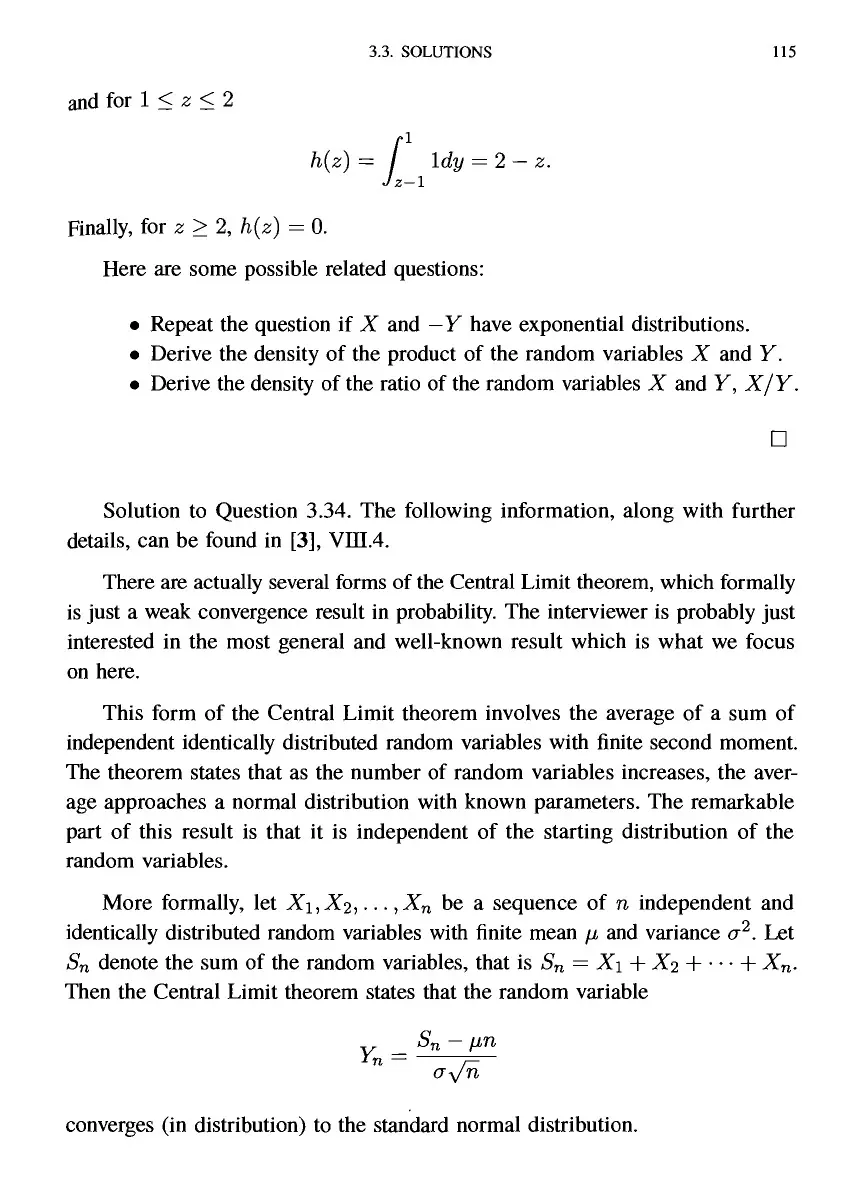 3.3. SOLUTIONS 115
and for 1 ≤ z ≤ 2
h(z) = ∫_{z−1}^{1} 1dy = 2 − z.
Finally, for z ≥ 2, h(z) = 0.
Here are some possible related questions:
• Repeat the question if X and −Y have exponential distributions.
• Derive the density of the product of the random variables X and Y.
• Derive the density of the ratio of the random variables X and Y, X/Y.
□
Solution to Question 3.34. The following information, along with further
details, can be found in [3], VIII.4.
There are actually several forms of the Central Limit theorem, which formally
is just a weak convergence result in probability. The interviewer is probably just
interested in the most general and well-known result which is what we focus
on here.
This form of the Central Limit theorem involves the average of a sum of
independent identically distributed random variables with finite second moment.
The theorem states that as the number of random variables increases, the aver-
age approaches a normal distribution with known parameters. The remarkable
part of this result is that it is independent of the starting distribution of the
random variables.
More formally, let X₁, X₂, . . . , Xₙ be a sequence of n independent and
identically distributed random variables with finite mean μ and variance σ². Let
Sₙ denote the sum of the random variables, that is Sₙ = X₁ + X₂ + · · · + Xₙ.
Then the Central Limit theorem states that the random variable
Yₙ = (Sₙ − μn) / (σ√n)
converges (in distribution) to the standard normal distribution.